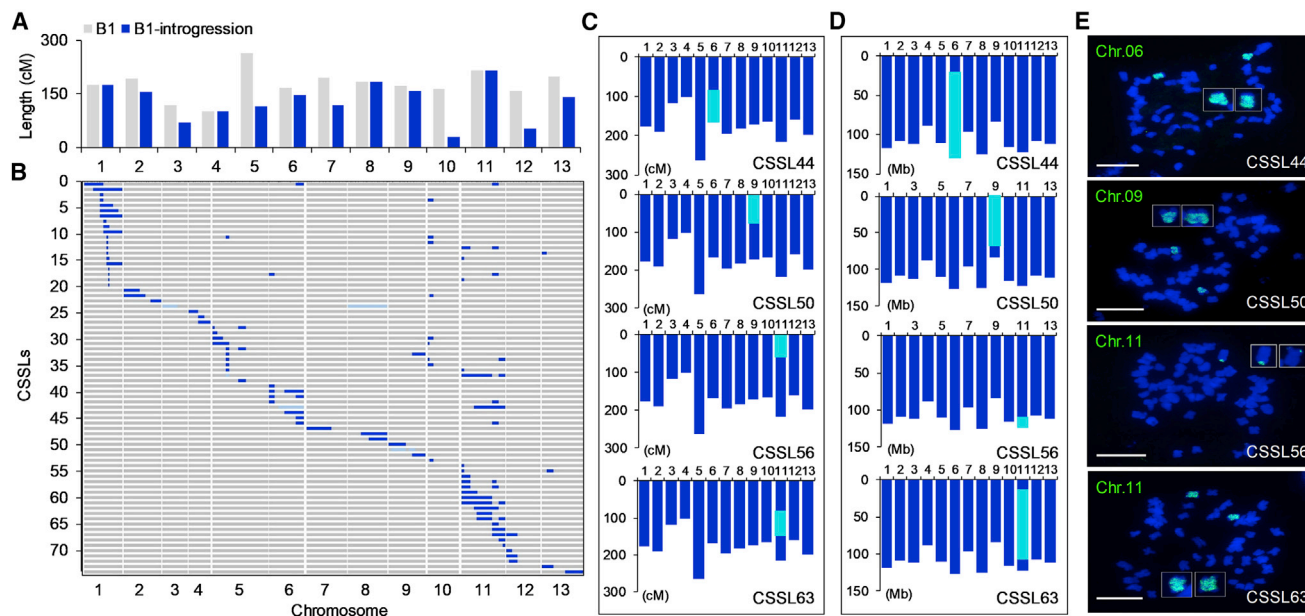 A
B1 B1-introgression
Length (cM)
300
150
0
1 2 3 4 5 6 7 8 9 10 11 12 13
B
CSSLs
0
5
10
15
20
25
30
35
40
45
50
55
60
65
70
1 2 3 4 5 6 7 8 9 10 11 12 13
Chromosome
C
1 2 3 4 5 6 7 8 9 10 11 12 13
0
100
200
300
(cM)
CSSL44
1 2 3 4 5 6 7 8 9 10 11 12 13
0
100
200
300
(cM)
CSSL50
1 2 3 4 5 6 7 8 9 10 11 12 13
0
100
200
300
(cM)
CSSL56
1 2 3 4 5 6 7 8 9 10 11 12 13
0
100
200
300
(cM)
CSSL63
D
1 2 3 4 5 6 7 8 9 10 11 12 13
0
50
100
150
(Mb)
CSSL44
1 2 3 4 5 6 7 9 11 13
0
50
100
150
(Mb)
CSSL50
1 2 3 4 5 6 7 9 11 13
0
50
100
150
(Mb)
CSSL56
1 2 3 4 5 6 7 8 9 10 11 12 13
0
50
100
150
(Mb)
CSSL63
E
Chr.06
CSSL44
Chr.09
CSSL50
Chr.11
CSSL56
Chr.11
CSSL63